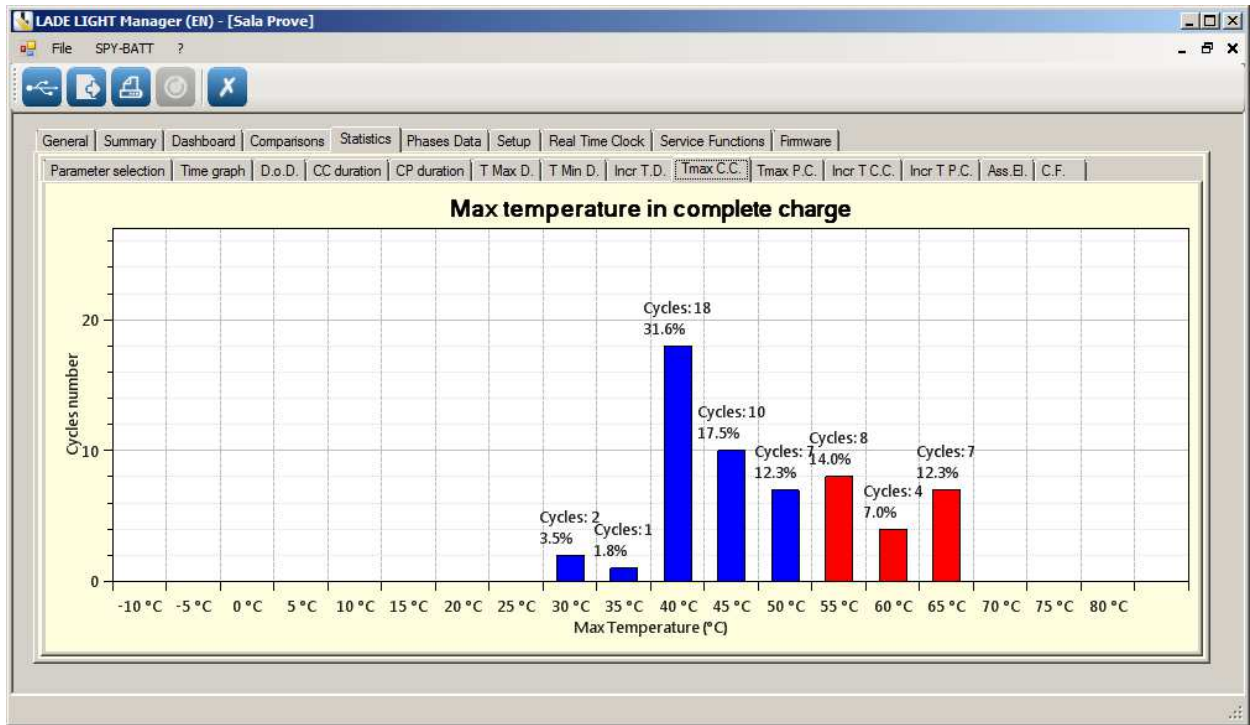 LADE LIGHT Manager (EN) - [Sala Prove]
File SPY-BATT ?
General Summary Dashboard Comparisons Statistics Phases Data Setup Real Time Clock Service Functions Firmware
Parameter selection Time graph D.o.D. CC duration CP duration T Max D. T Min D. Incr T.D. Tmax C.C. Tmax P.C. Incr T C.C. Incr T P.C. Ass.El. C.F.
Max temperature in complete charge
Cycles number
20
10
0
Cycles: 2
3.5%
Cycles: 1
1.8%
Cycles: 18
31.6%
Cycles: 10
17.5%
Cycles: 7
12.3%
Cycles: 8
14.0%
Cycles: 4
7.0%
Cycles: 7
12.3%
-10 °C -5 °C 0 °C 5 °C 10 °C 15 °C 20 °C 25 °C 30 °C 35 °C 40 °C 45 °C 50 °C 55 °C 60 °C 65 °C 70 °C 75 °C 80 °C
Max Temperature (°C)